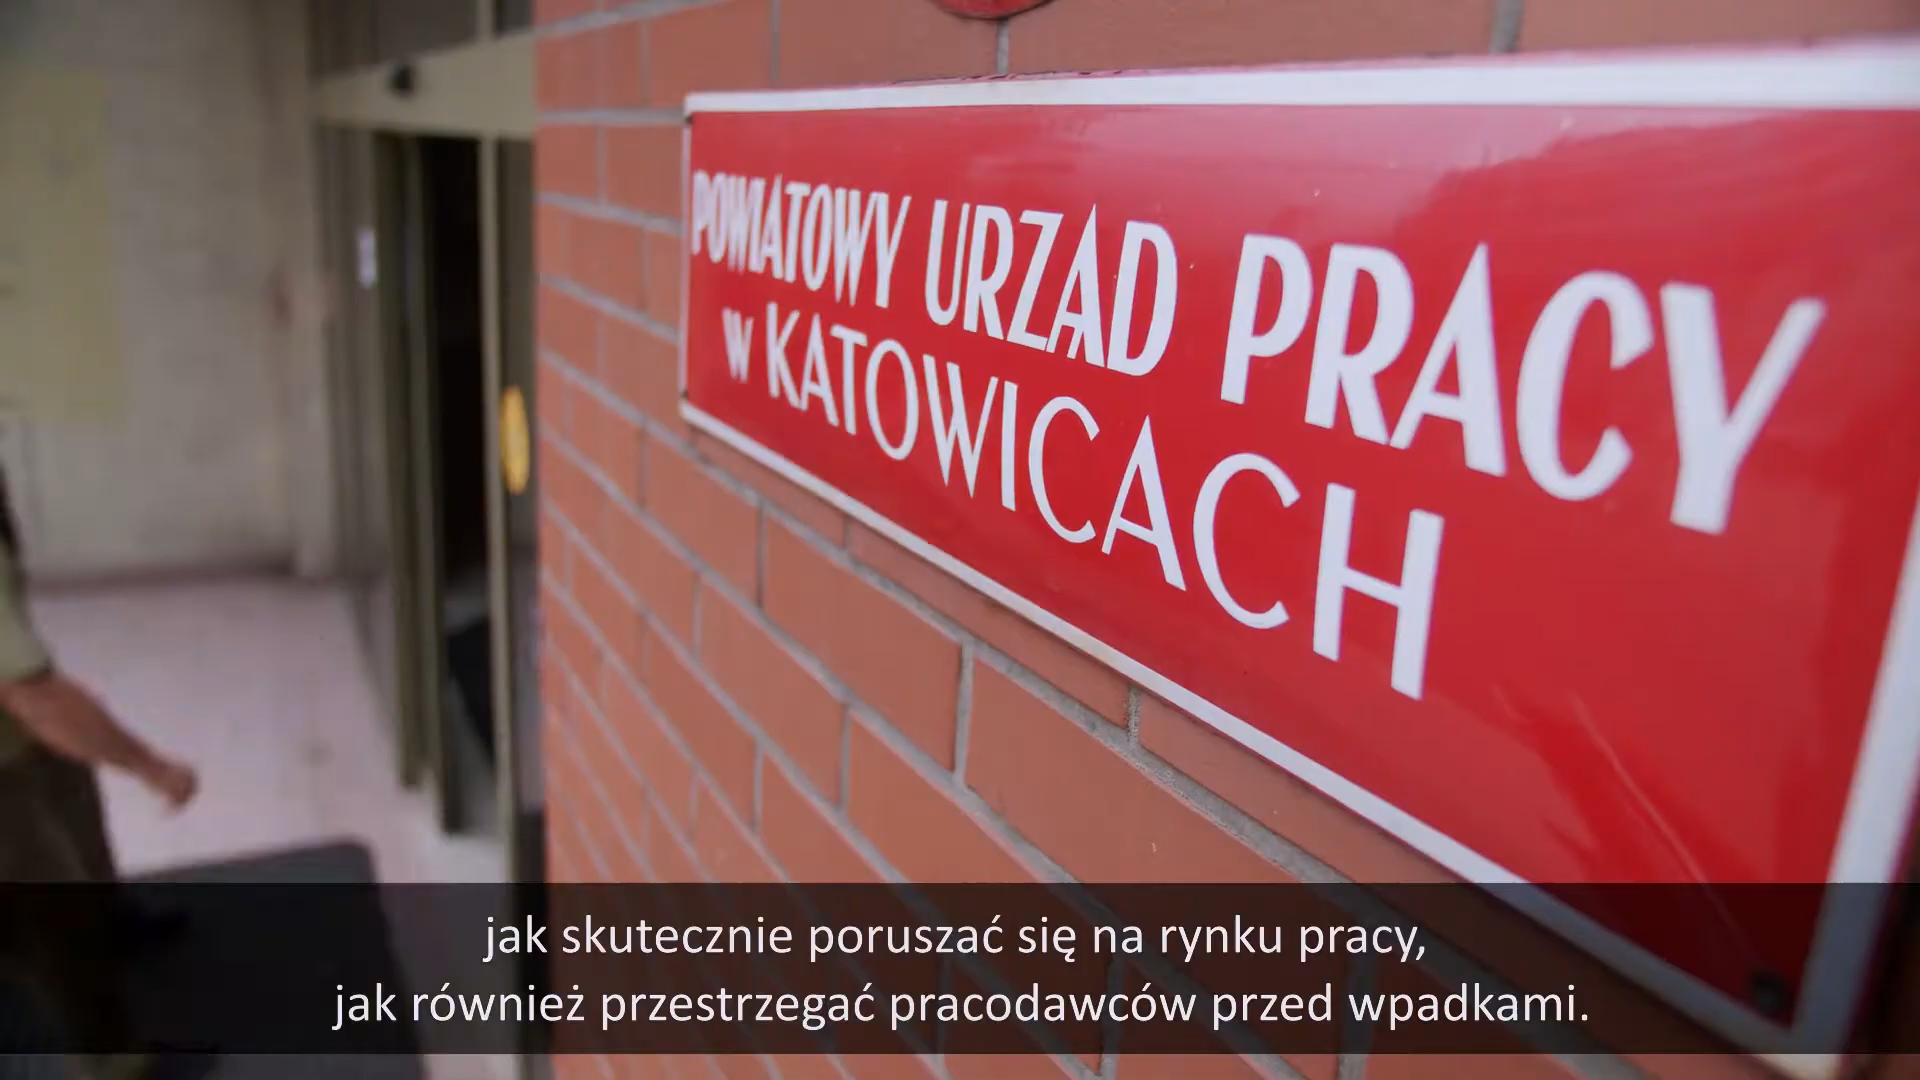 POWIATOWY URZĄD PRACY
w KATOWICACH
jak skutecznie poruszać się na rynku pracy,
jak również przestrzegać pracodawców przed wpadkami.